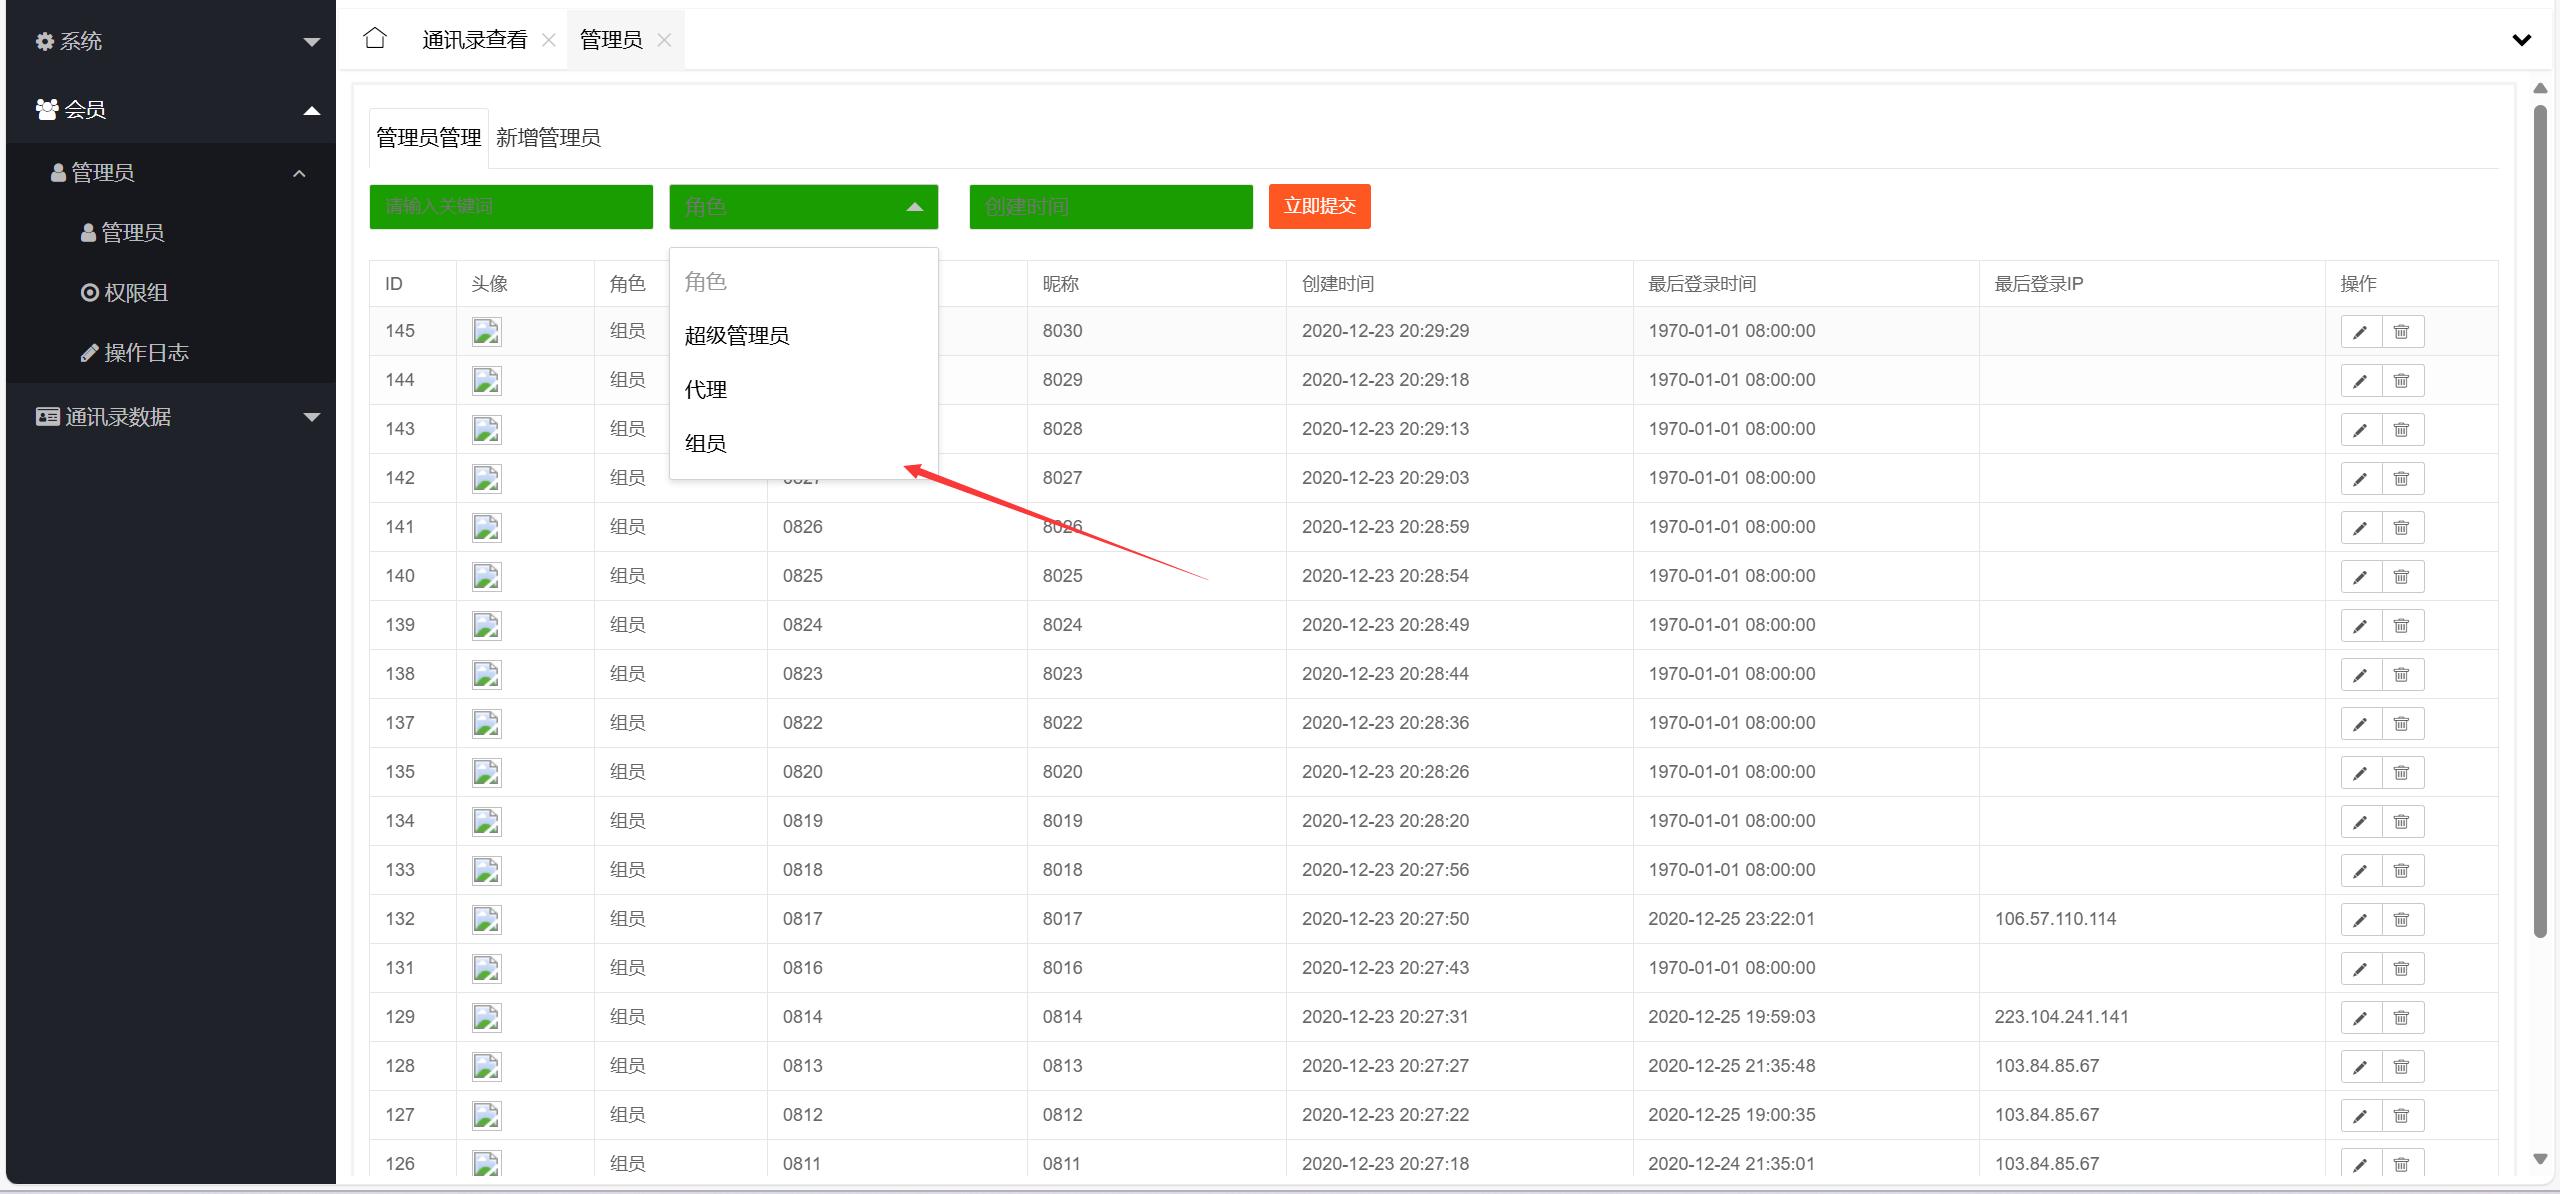 系统
会员
管理员
管理员
权限组
操作日志
通讯录数据
通讯录查看 管理员
管理员管理 新增管理员
请输入关键词 角色 创建时间 立即提交
角色
超级管理员
代理
组员
ID 头像 角色 昵称 创建时间 最后登录时间 最后登录IP 操作
145 组员 8030 2020-12-23 20:29:29 1970-01-01 08:00:00
144 组员 8029 2020-12-23 20:29:18 1970-01-01 08:00:00
143 组员 8028 2020-12-23 20:29:13 1970-01-01 08:00:00
142 组员 8027 2020-12-23 20:29:03 1970-01-01 08:00:00
141 组员 0826 8026 2020-12-23 20:28:59 1970-01-01 08:00:00
140 组员 0825 8025 2020-12-23 20:28:54 1970-01-01 08:00:00
139 组员 0824 8024 2020-12-23 20:28:49 1970-01-01 08:00:00
138 组员 0823 8023 2020-12-23 20:28:44 1970-01-01 08:00:00
137 组员 0822 8022 2020-12-23 20:28:36 1970-01-01 08:00:00
135 组员 0820 8020 2020-12-23 20:28:26 1970-01-01 08:00:00
134 组员 0819 8019 2020-12-23 20:28:20 1970-01-01 08:00:00
133 组员 0818 8018 2020-12-23 20:27:56 1970-01-01 08:00:00
132 组员 0817 8017 2020-12-23 20:27:50 2020-12-25 23:22:01 106.57.110.114
131 组员 0816 8016 2020-12-23 20:27:43 1970-01-01 08:00:00
129 组员 0814 0814 2020-12-23 20:27:31 2020-12-25 19:59:03 223.104.241.141
128 组员 0813 0813 2020-12-23 20:27:27 2020-12-25 21:35:48 103.84.85.67
127 组员 0812 0812 2020-12-23 20:27:22 2020-12-25 19:00:35 103.84.85.67
126 组员 0811 0811 2020-12-23 20:27:18 2020-12-24 21:35:01 103.84.85.67